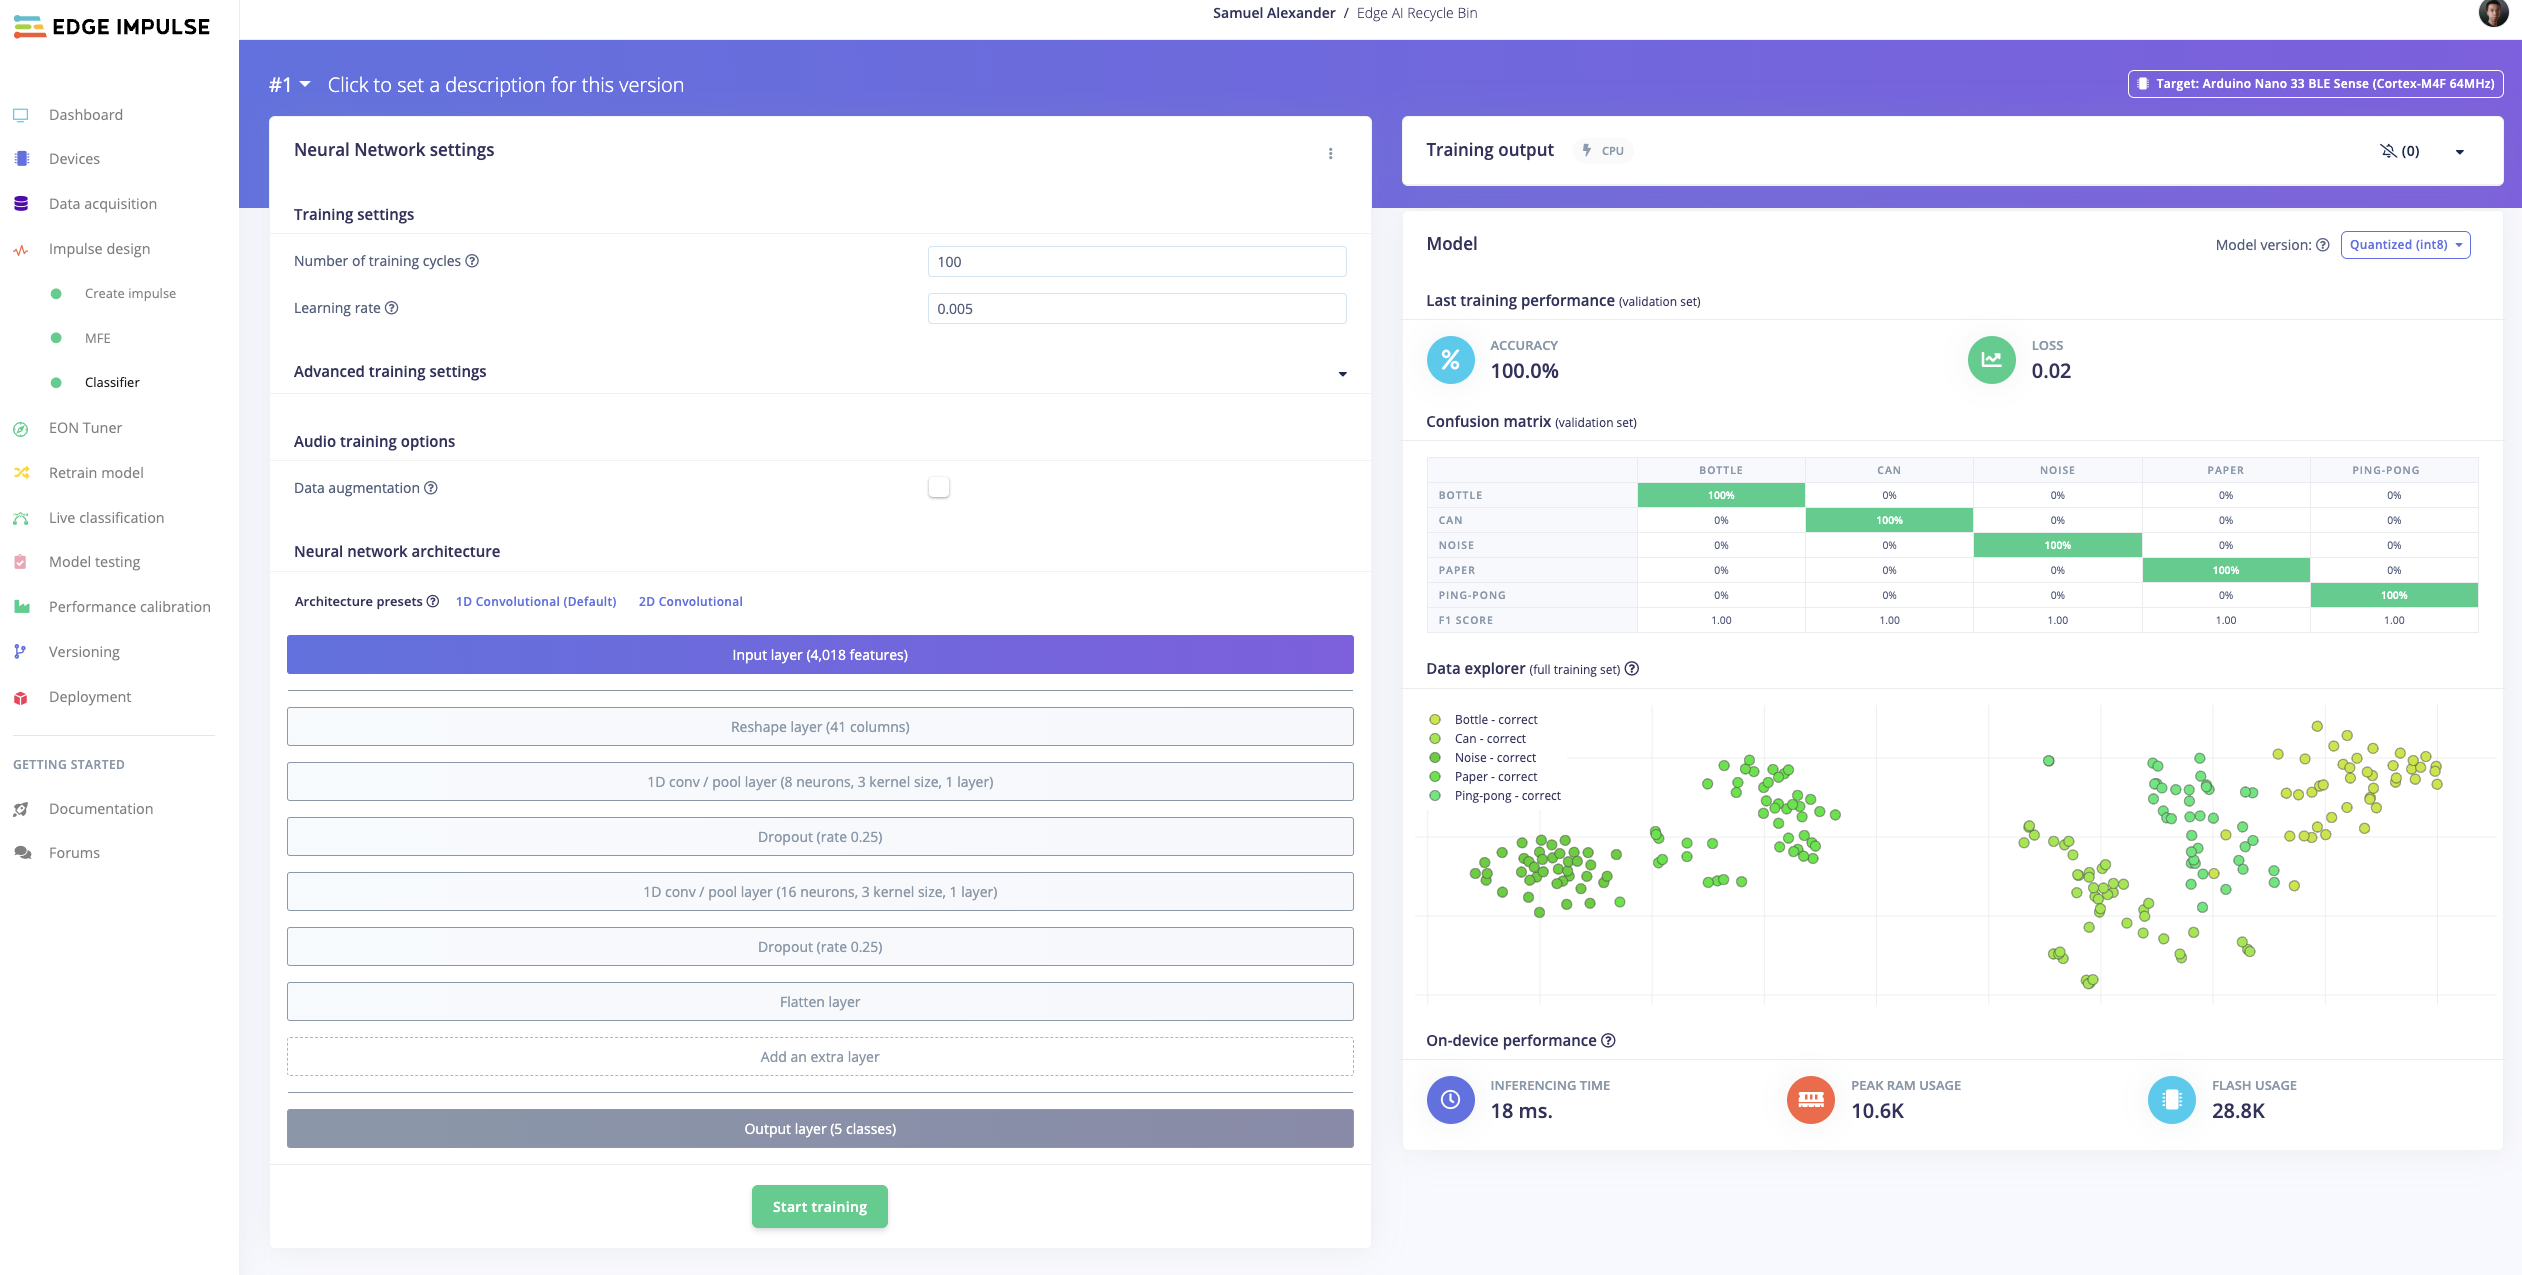 EDGE IMPULSE
Samuel Alexander / Edge AI Recycle Bin
Dashboard
Devices
Data acquisition
Impulse design
Create impulse
MFE
Classifier
EON Tuner
Retrain model
Live classification
Model testing
Performance calibration
Versioning
Deployment
GETTING STARTED
Documentation
Forums
#1 Click to set a description for this version
Target: Arduino Nano 33 BLE Sense (Cortex-M4F 64MHz)
Neural Network settings
Training settings
Number of training cycles ?
100
Learning rate ?
0.005
Advanced training settings
Audio training options
Data augmentation ?
Neural network architecture
Architecture presets ? 1D Convolutional (Default) 2D Convolutional
Input layer (4,018 features)
Reshape layer (41 columns)
1D conv / pool layer (8 neurons, 3 kernel size, 1 layer)
Dropout (rate 0.25)
1D conv / pool layer (16 neurons, 3 kernel size, 1 layer)
Dropout (rate 0.25)
Flatten layer
Add an extra layer
Output layer (5 classes)
Start training
Training output CPU (0)
Model
Model version: ? Quantized (int8)
Last training performance (validation set)
% ACCURACY
100.0%
LOSS
0.02
Confusion matrix (validation set)
BOTTLE CAN NOISE PAPER PING-PONG
BOTTLE 100% 0% 0% 0% 0%
CAN 0% 100% 0% 0% 0%
NOISE 0% 0% 100% 0% 0%
PAPER 0% 0% 0% 100% 0%
PING-PONG 0% 0% 0% 0% 100%
F1 SCORE 1.00 1.00 1.00 1.00 1.00
Data explorer (full training set) ?
Bottle - correct
Can - correct
Noise - correct
Paper - correct
Ping-pong - correct
On-device performance ?
INFERENCING TIME
18 ms.
PEAK RAM USAGE
10.6K
FLASH USAGE
28.8K